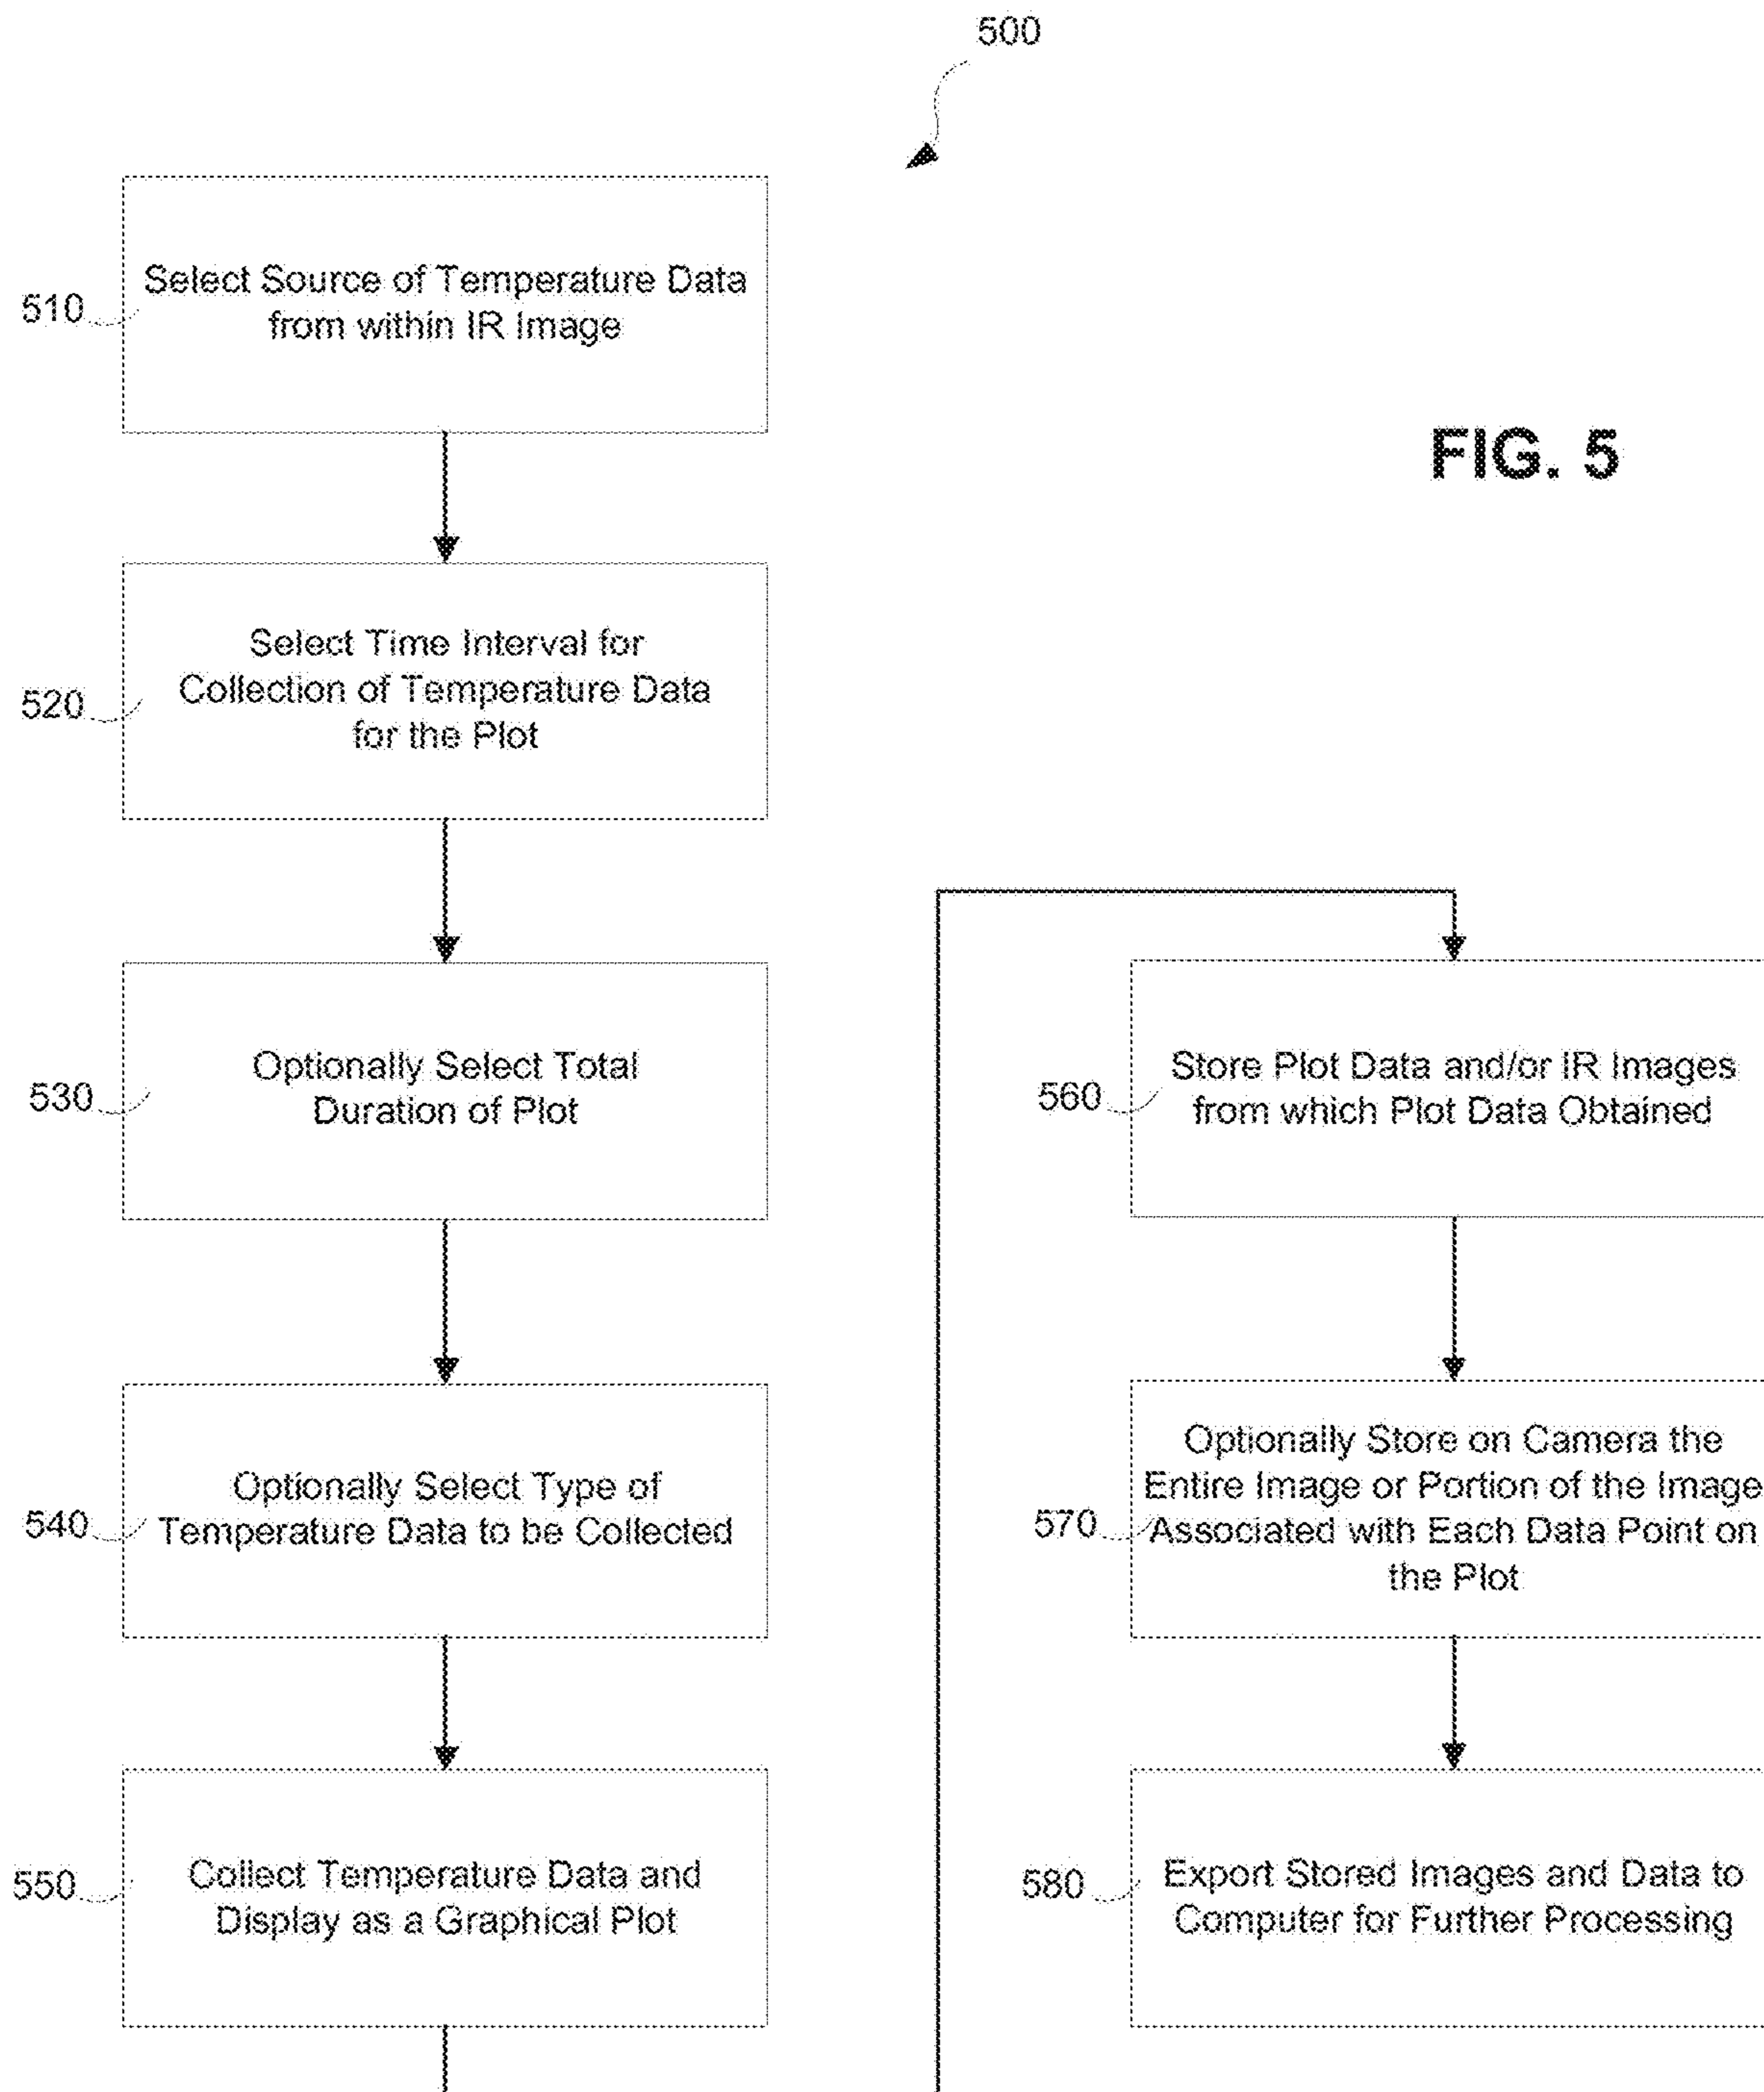 500
510
Select Source of Temperature Data
from within IR Image
FIG. 5
520
Select Time Interval for
Collection of Temperature Data
for the Plot
530
Optionally Select Total
Duration of Plot
540
Optionally Select Type of
Temperature Data to be Collected
550
Collect Temperature Data and
Display as a Graphical Plot
560
Store Plot Data and/or IR Images
from which Plot Data Obtained
570
Optionally Store on Camera the
Entire Image or Portion of the Image
Associated with Each Data Point on
the Plot
580
Export Stored Images and Data to
Computer for Further Processing